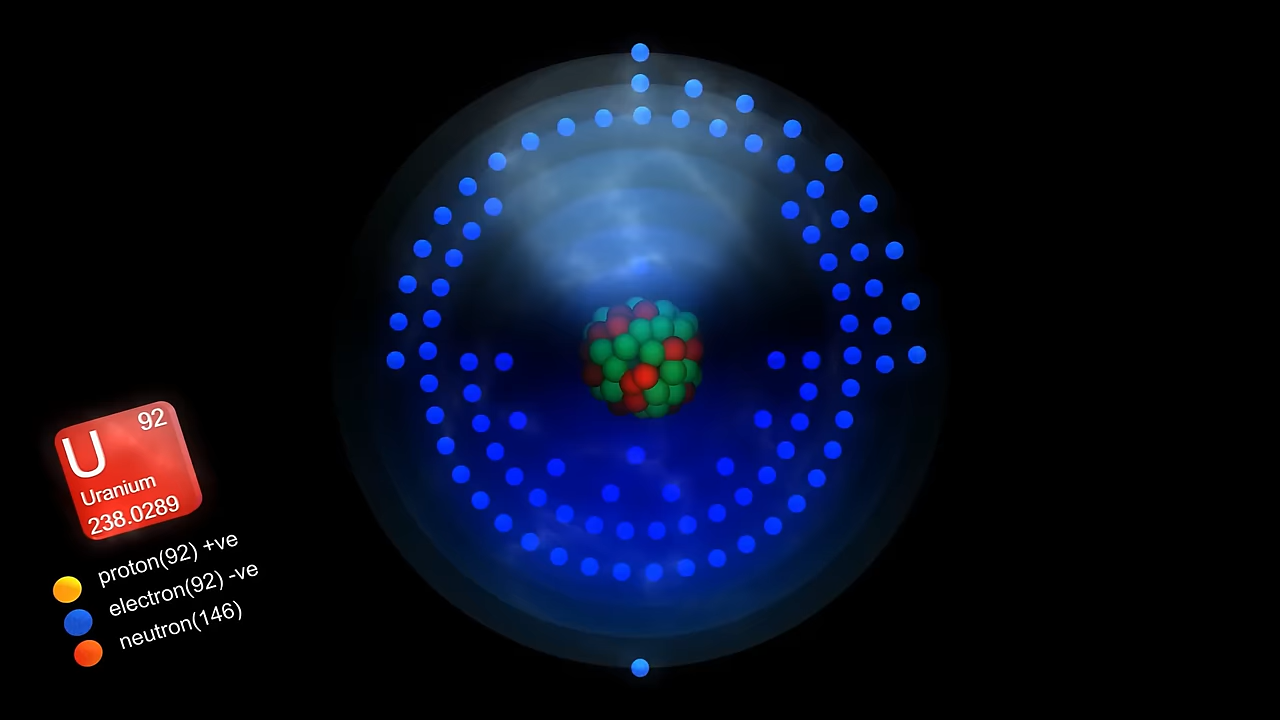 92
U
Uranium
238.0289
proton(92) +ve
electron(92) -ve
neutron(146)